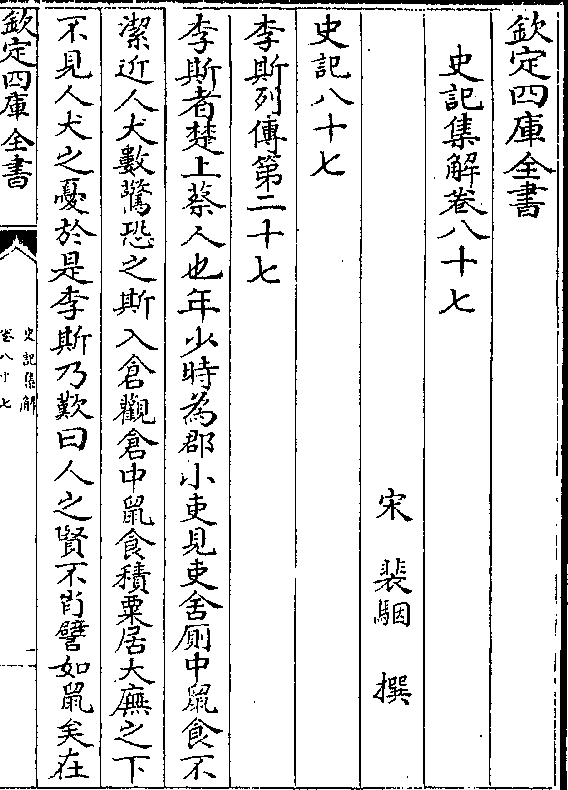 欽定四庫全書
史記集解卷八十七
宋 裴駰 撰
史記八十七
李斯列傳第二十七
李斯者楚上蔡人也年少時為郡小吏見吏舍厠中鼠食不
潔近人犬數驚恐之斯入倉觀倉中鼠食積粟居大廡之下
不見人犬之憂於是李斯乃歎曰人之賢不肖譬如鼠矣在
欽定四庫全書
史記集解
卷八十七
一